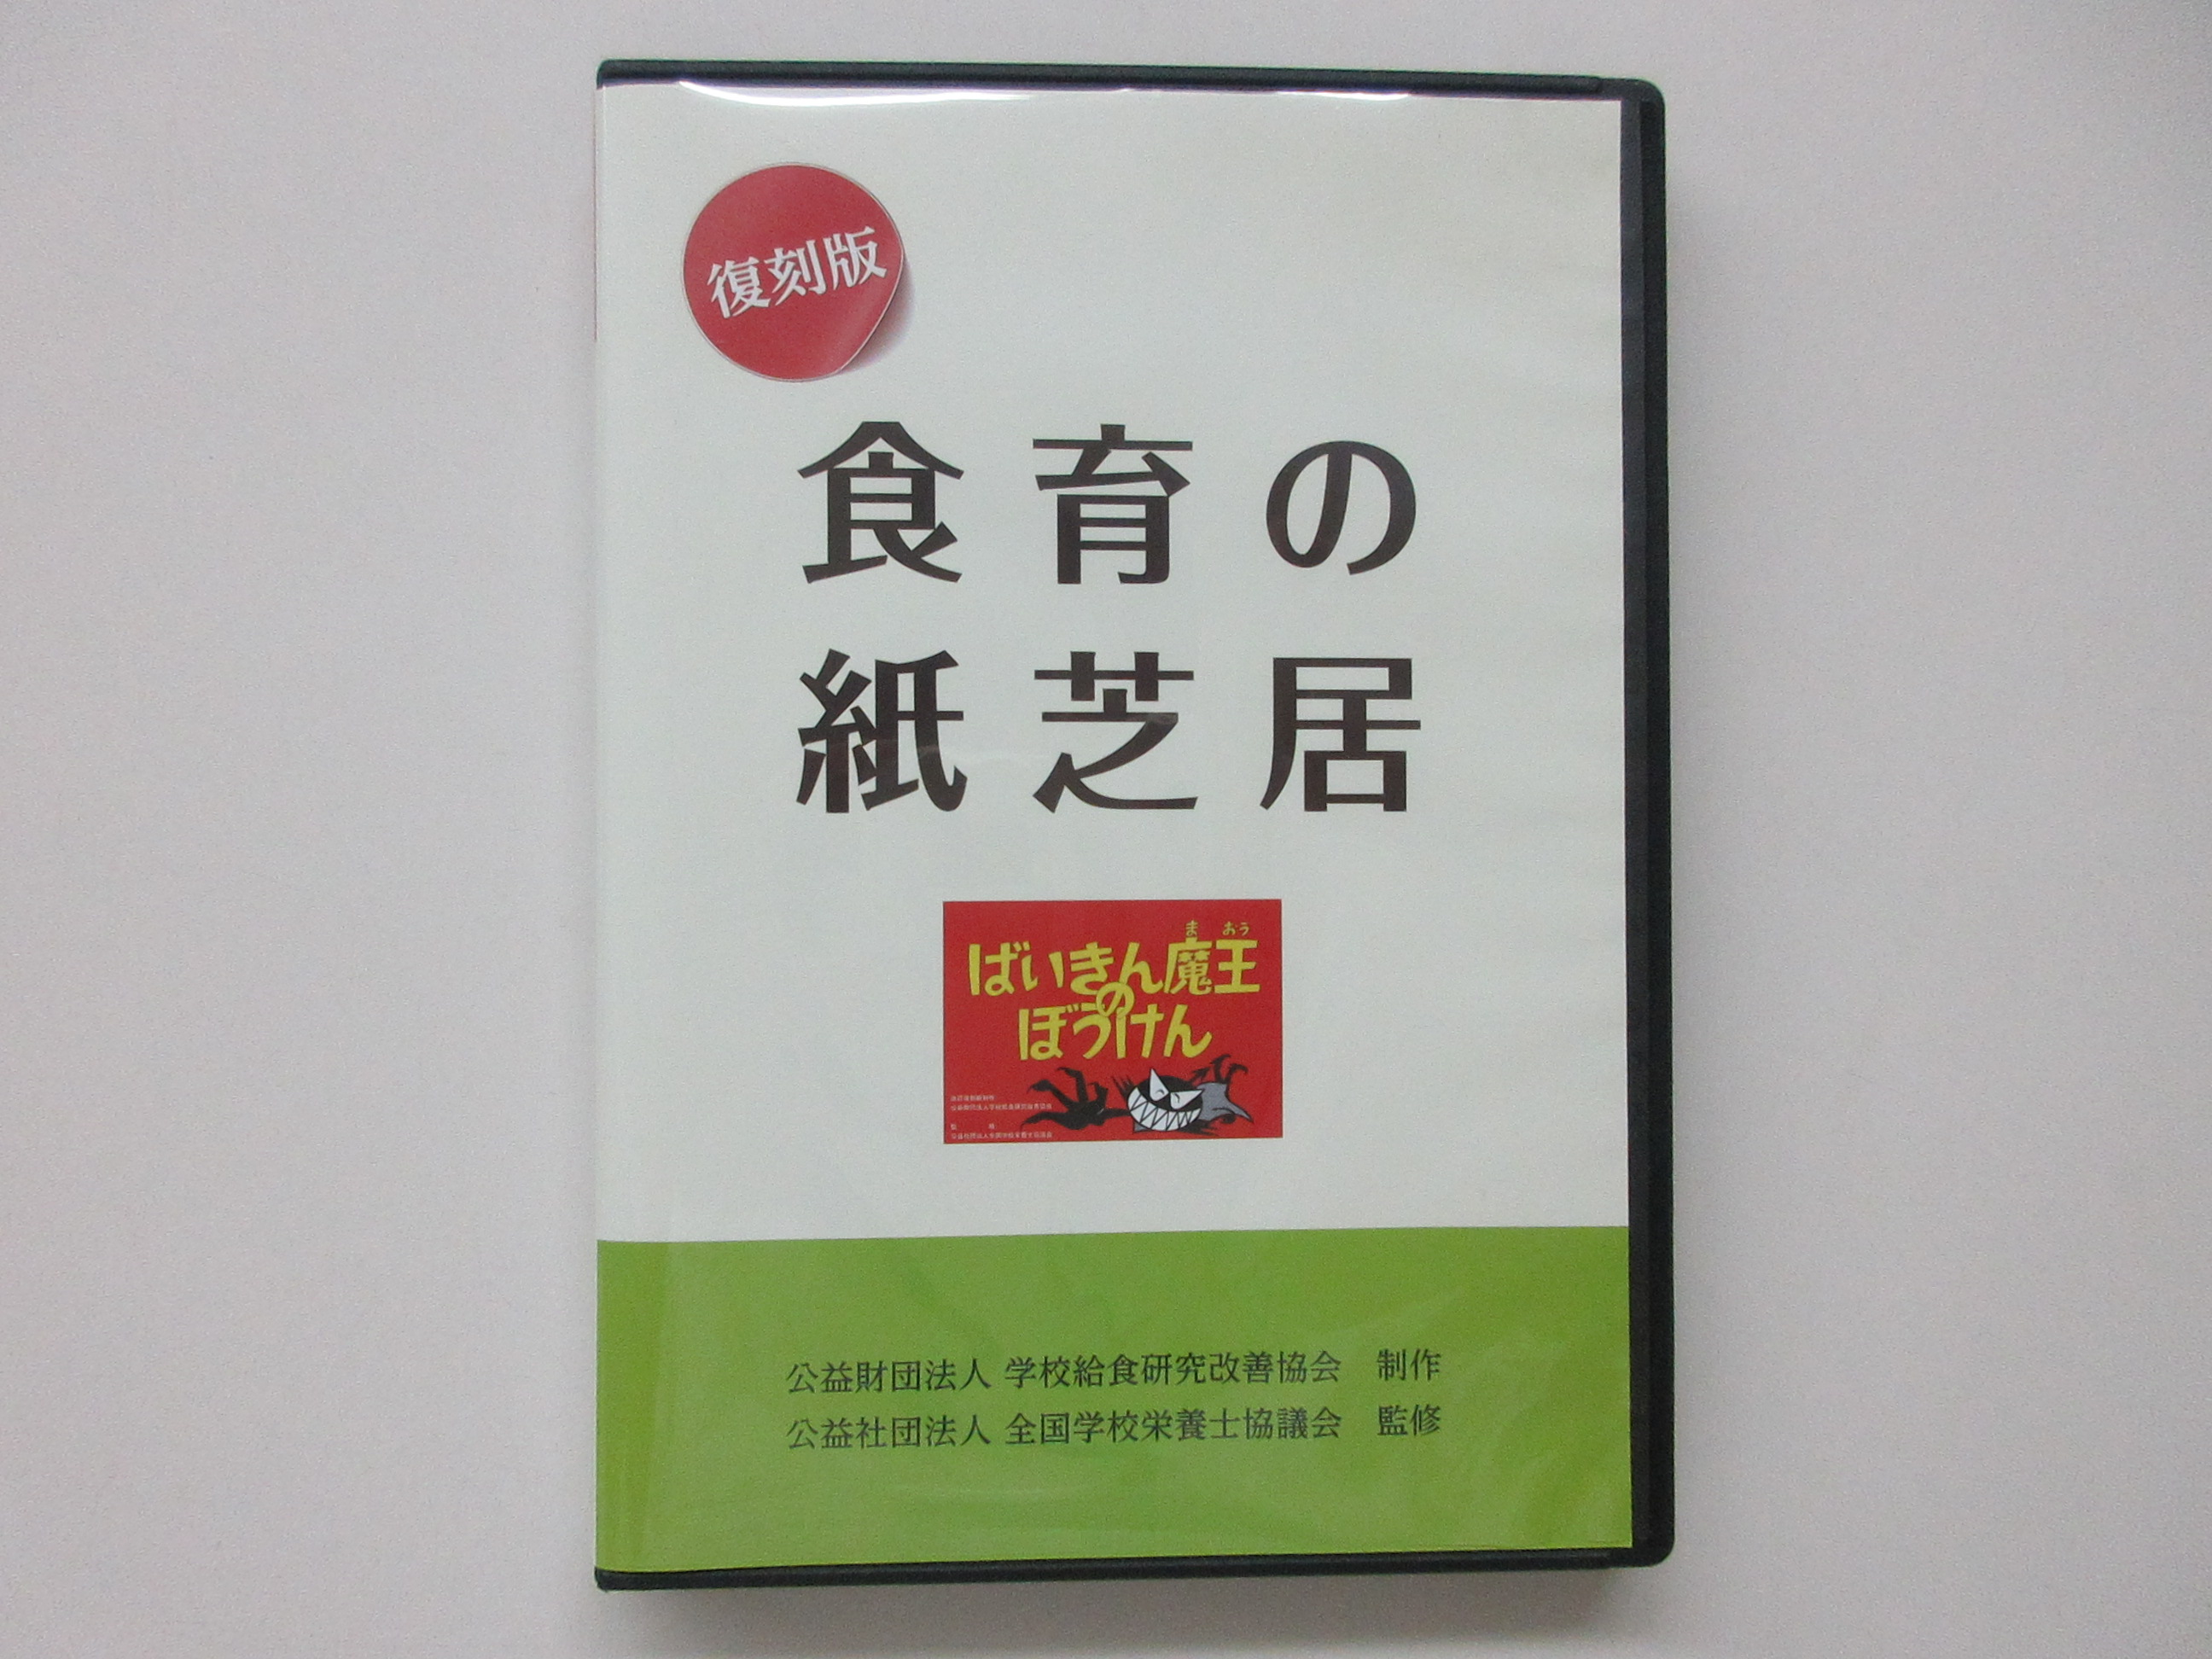 復刻版
食育の
紙芝居
まおう
ばいきん魔王
の
ぼうけん
公益財団法人 学校給食研究改善協会　制作
公益社団法人 全国学校栄養士協議会　監修